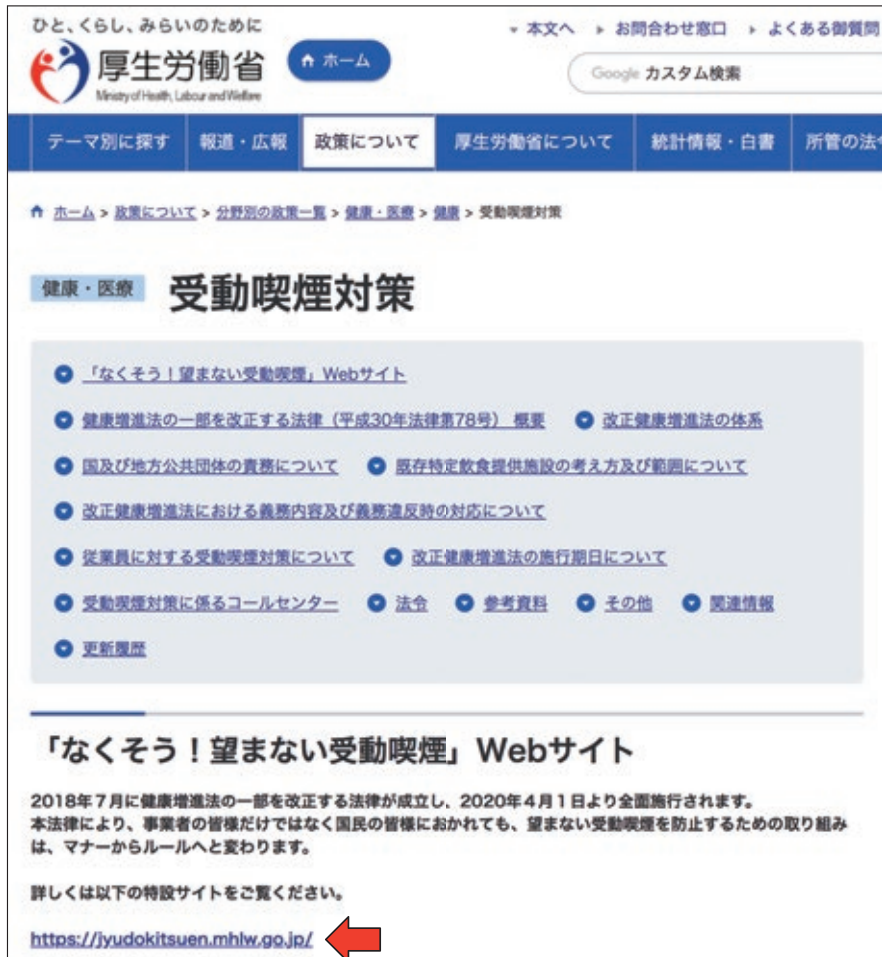 ひと、くらし、みらいのために
本文へ お問合わせ窓口 よくある御質問
厚生労働省
Ministry of Health, Labour and Welfare
ホーム
Google カスタム検索
テーマ別に探す 報道・広報 政策について 厚生労働省について 統計情報・白書 所管の法令
ホーム > 政策について > 分野別の政策一覧 > 健康・医療 > 健康 > 受動喫煙対策
健康・医療 受動喫煙対策
「なくそう!望まない受動喫煙」Webサイト
健康増進法の一部を改正する法律(平成30年法律第78号) 概要 改正健康増進法の体系
国及び地方公共団体の責務について 既存特定飲食提供施設の考え方及び範囲について
改正健康増進法における義務内容及び義務違反時の対応について
従業員に対する受動喫煙対策について 改正健康増進法の施行期日について
受動喫煙対策に係るコールセンター 法令 参考資料 その他 関連情報
更新履歴
「なくそう!望まない受動喫煙」Webサイト
2018年7月に健康増進法の一部を改正する法律が成立し、2020年4月1日より全面施行されます。
本法律により、事業者の皆様だけではなく国民の皆様におかれても、望まない受動喫煙を防止するための取り組み
は、マナーからルールへと変わります。
詳しくは以下の特設サイトをご覧ください。
https://jyudokitsuen.mhlw.go.jp/